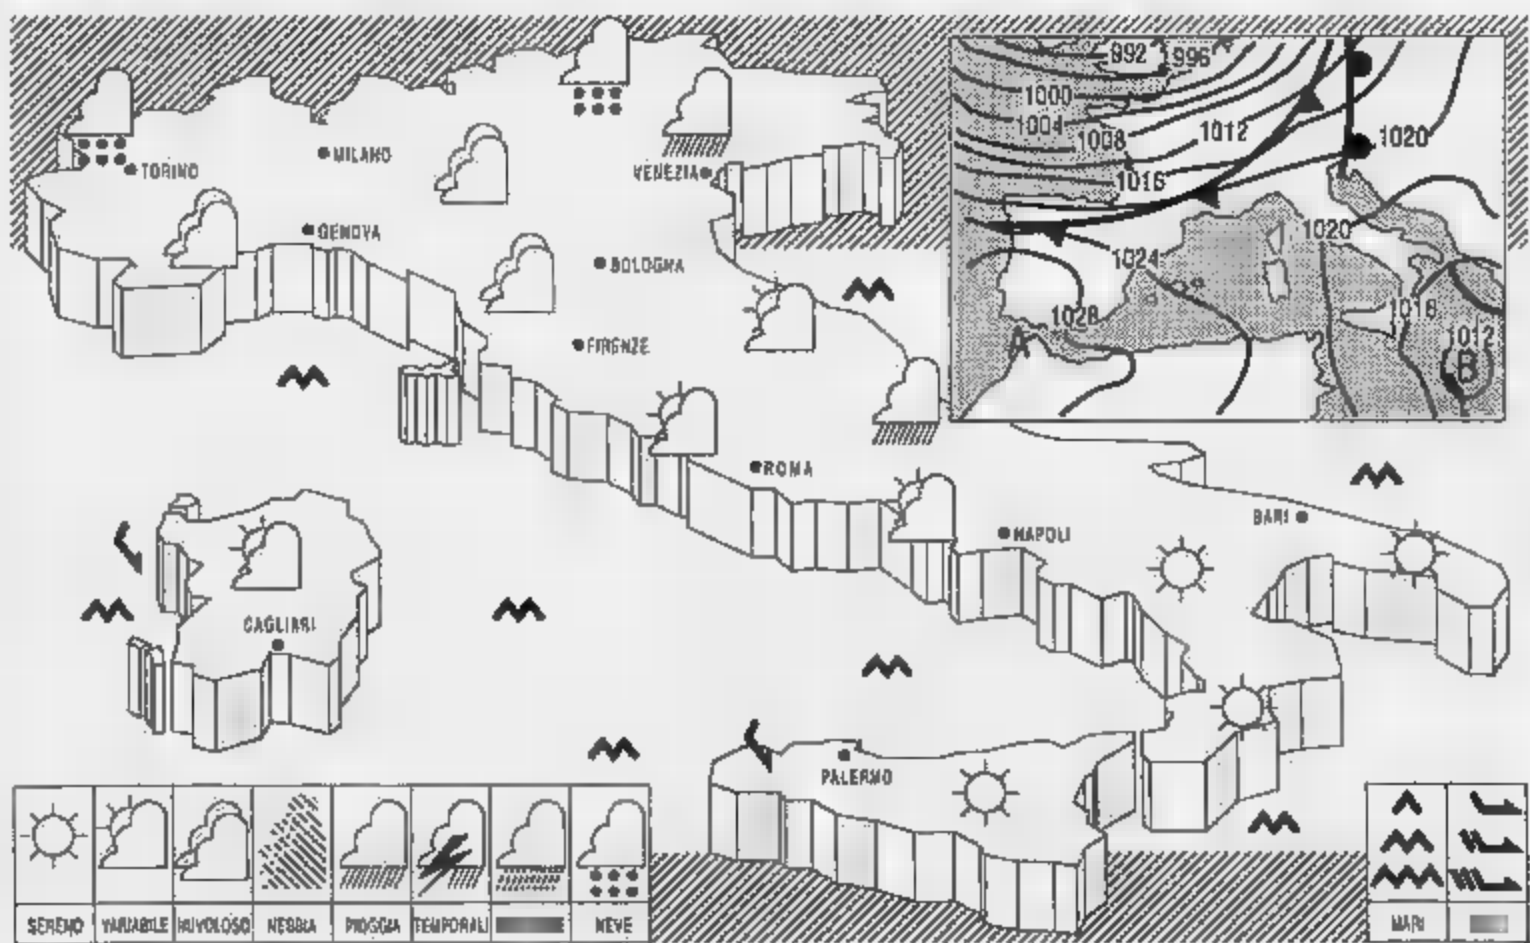 992
996
1000
1004
1008
1012
1020
1016
TORINO
MILANO
VENEZIA
GENOVA
BOLOGNA
1020
1024
1028
1016
1012
A
B
FIRENZE
ROMA
BARI
NAPOLI
CAGLIARI
PALERMO
SERENO
VARIABILE
NUVOLOSO
NEBBIA
PIOGGIA
TEMPORALI
NEVE
MARI